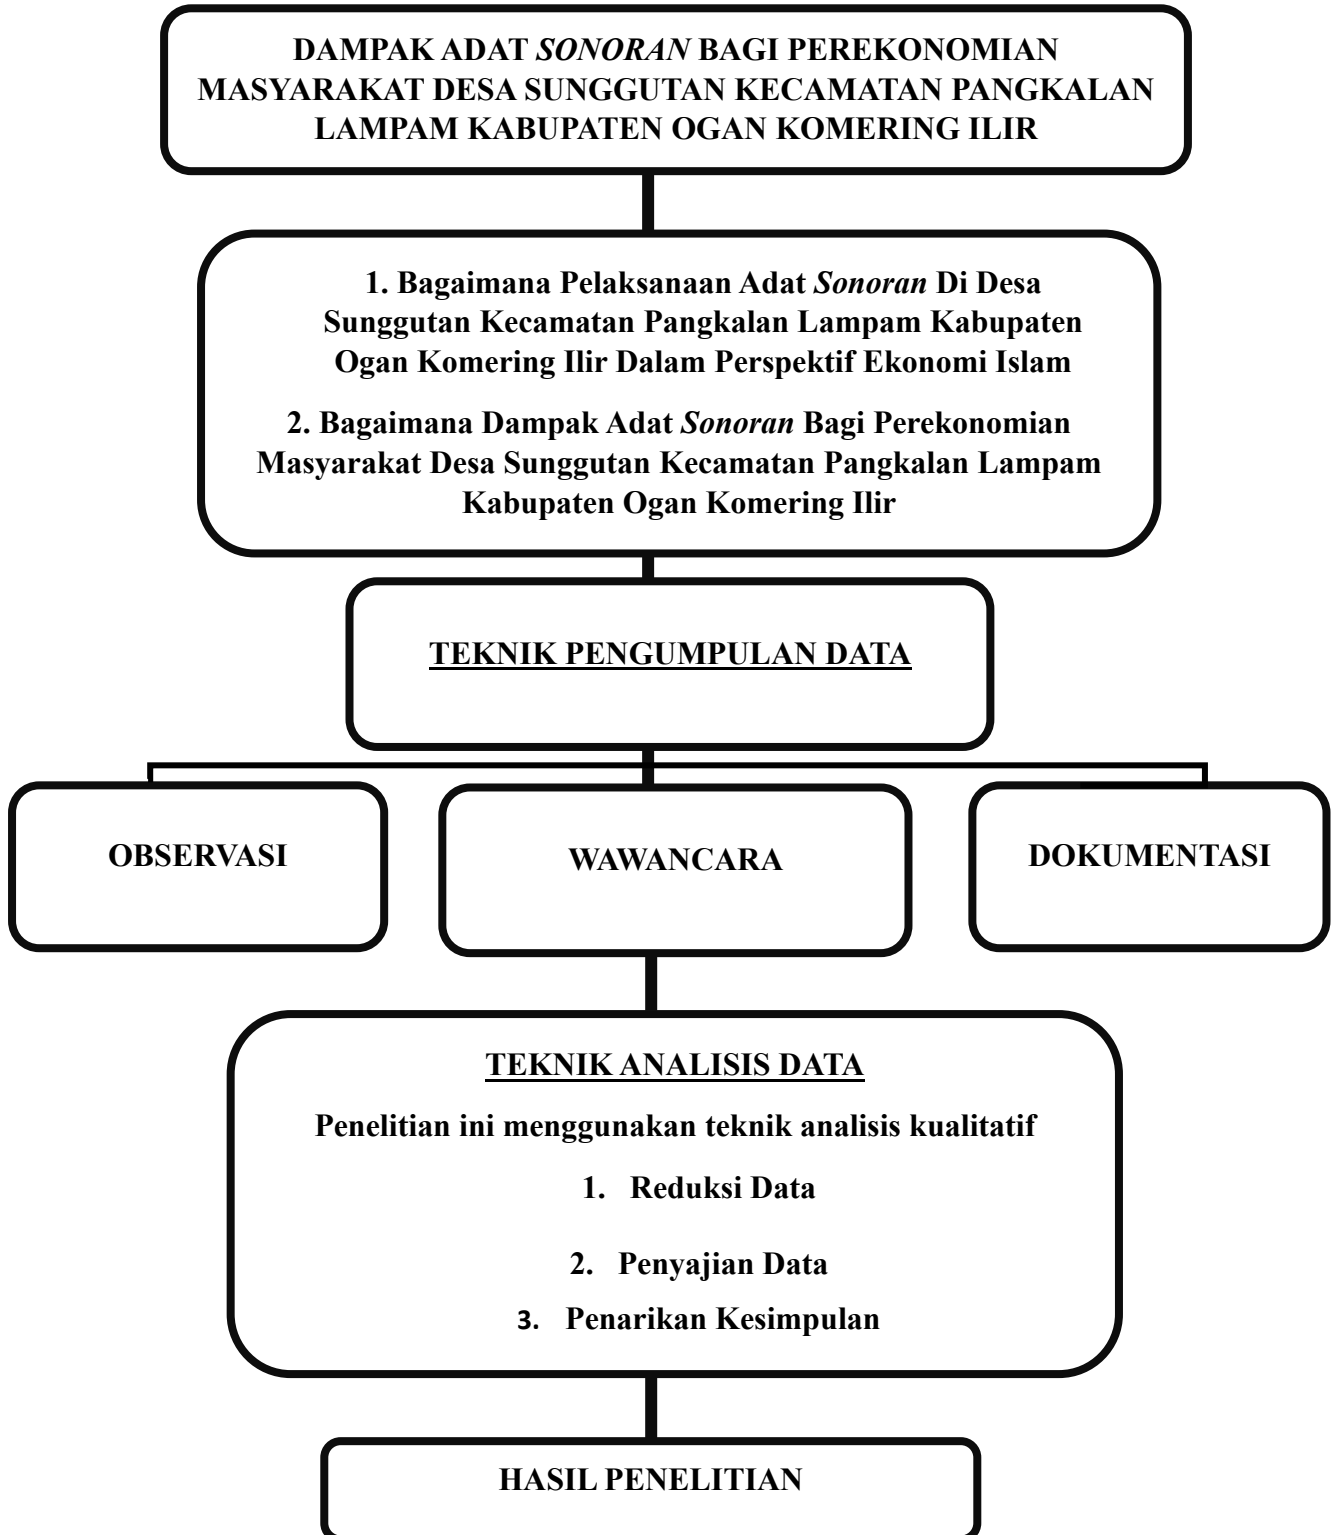 DAMPAK ADAT SONORAN BAGI PEREKONOMIAN
MASYARAKAT DESA SUNGGUTAN KECAMATAN PANGKALAN
LAMPAM KABUPATEN OGAN KOMERING ILIR
1. Bagaimana Pelaksanaan Adat Sonoran Di Desa
Sunggutan Kecamatan Pangkalan Lampam Kabupaten
Ogan Komering Ilir Dalam Perspektif Ekonomi Islam
2. Bagaimana Dampak Adat Sonoran Bagi Perekonomian
Masyarakat Desa Sunggutan Kecamatan Pangkalan Lampam
Kabupaten Ogan Komering Ilir
TEKNIK PENGUMPULAN DATA
OBSERVASI
WAWANCARA
DOKUMENTASI
TEKNIK ANALISIS DATA
Penelitian ini menggunakan teknik analisis kualitatif
1. Reduksi Data
2. Penyajian Data
3. Penarikan Kesimpulan
HASIL PENELITIAN